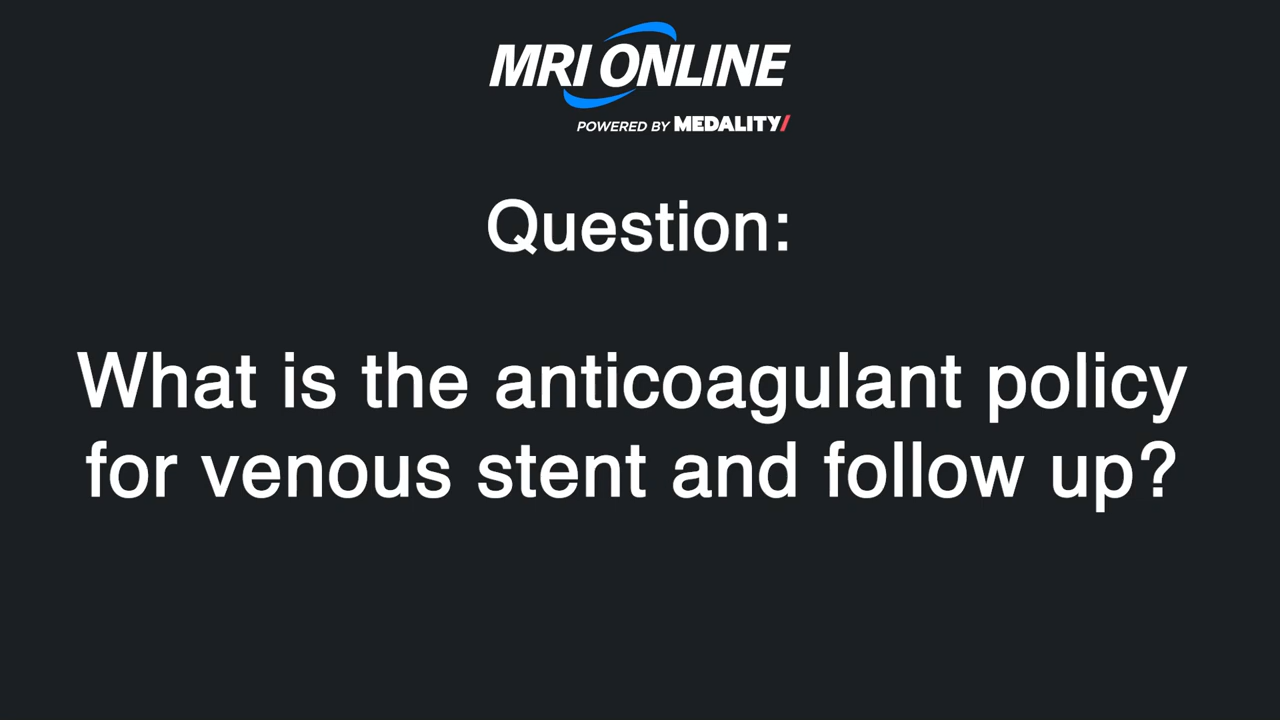 MRI ONLINE
POWERED BY MEDALITY/
Question:
What is the anticoagulant policy
for venous stent and follow up?